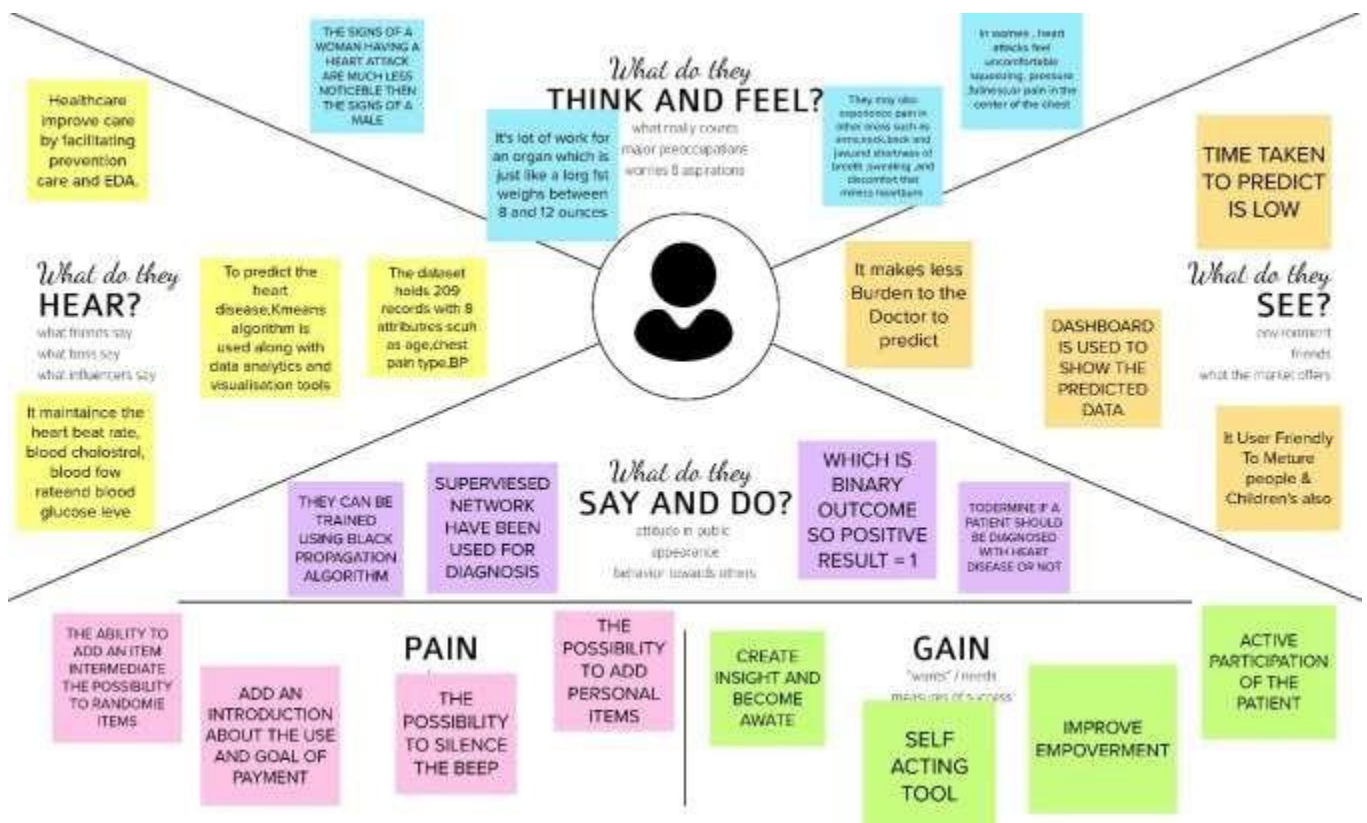 THE SIGNS OF A
WOMAN HAVING A
HEART ATTACK
ARE MUCH LESS
NOTICEBLE THEN
THE SIGNS OF A
MALE
What do they
THINK AND FEEL?
what really counts
major preoccupations
worries & aspirations
It's lot of work for
an organ which is
just like a larg fst
weighs between
8 and 12 ounces
They may also
experience pain in
other areas such as
arms,neck,back and
jaw,and shortness of
breath ,sweating ,and
discomfort that
mimics heartburn
In women , heart
attacks feel
uncomfortable
squeezing, pressure
,fullness,or pain in the
center of the chest
Healthcare
improve care
by facilitating
prevention
care and EDA.
What do they
HEAR?
what friends say
what boss say
what influencers say
To predict the
heart
disease,Kmeans
algorithm is
used along with
data analytics and
visualisation tools
The dataset
holds 209
records with 8
attributres scuh
as age,chest
pain type,BP
It maintaince the
heart beat rate,
blood cholostrol,
blood fow
rateand blood
glucose leve
TIME TAKEN
TO PREDICT
IS LOW
It makes less
Burden to the
Doctor to
predict
What do they
SEE?
environment
friends
what the market offers
DASHBOARD
IS USED TO
SHOW THE
PREDICTED
DATA
It User Friendly
To Meture
people &
Children's also
What do they
SAY AND DO?
attitude in public
appearance
behavior towards others
THEY CAN BE
TRAINED
USING BLACK
PROPAGATION
ALGORITHM
SUPERVIESED
NETWORK
HAVE BEEN
USED FOR
DIAGNOSIS
WHICH IS
BINARY
OUTCOME
SO POSITIVE
RESULT = 1
TODERMINE IF A
PATIENT SHOULD
BE DIAGNOSED
WITH HEART
DISEASE OR NOT
PAIN
THE ABILITY TO
ADD AN ITEM
INTERMEDIATE
THE POSSIBILITY
TO RANDOMIE
ITEMS
ADD AN
INTRODUCTION
ABOUT THE USE
AND GOAL OF
PAYMENT
THE
POSSIBILITY
TO SILENCE
THE BEEP
THE
POSSIBILITY
TO ADD
PERSONAL
ITEMS
GAIN
"wants" / needs
measures of success
CREATE
INSIGHT AND
BECOME
AWATE
SELF
ACTING
TOOL
IMPROVE
EMPOVERMENT
ACTIVE
PARTICIPATION
OF THE
PATIENT